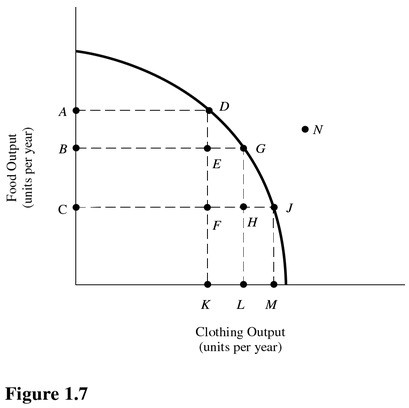 A
D
N
B
G
E
C
J
F
H
K
L
M
Food Output
(units per year)
Clothing Output
(units per year)
Figure 1.7